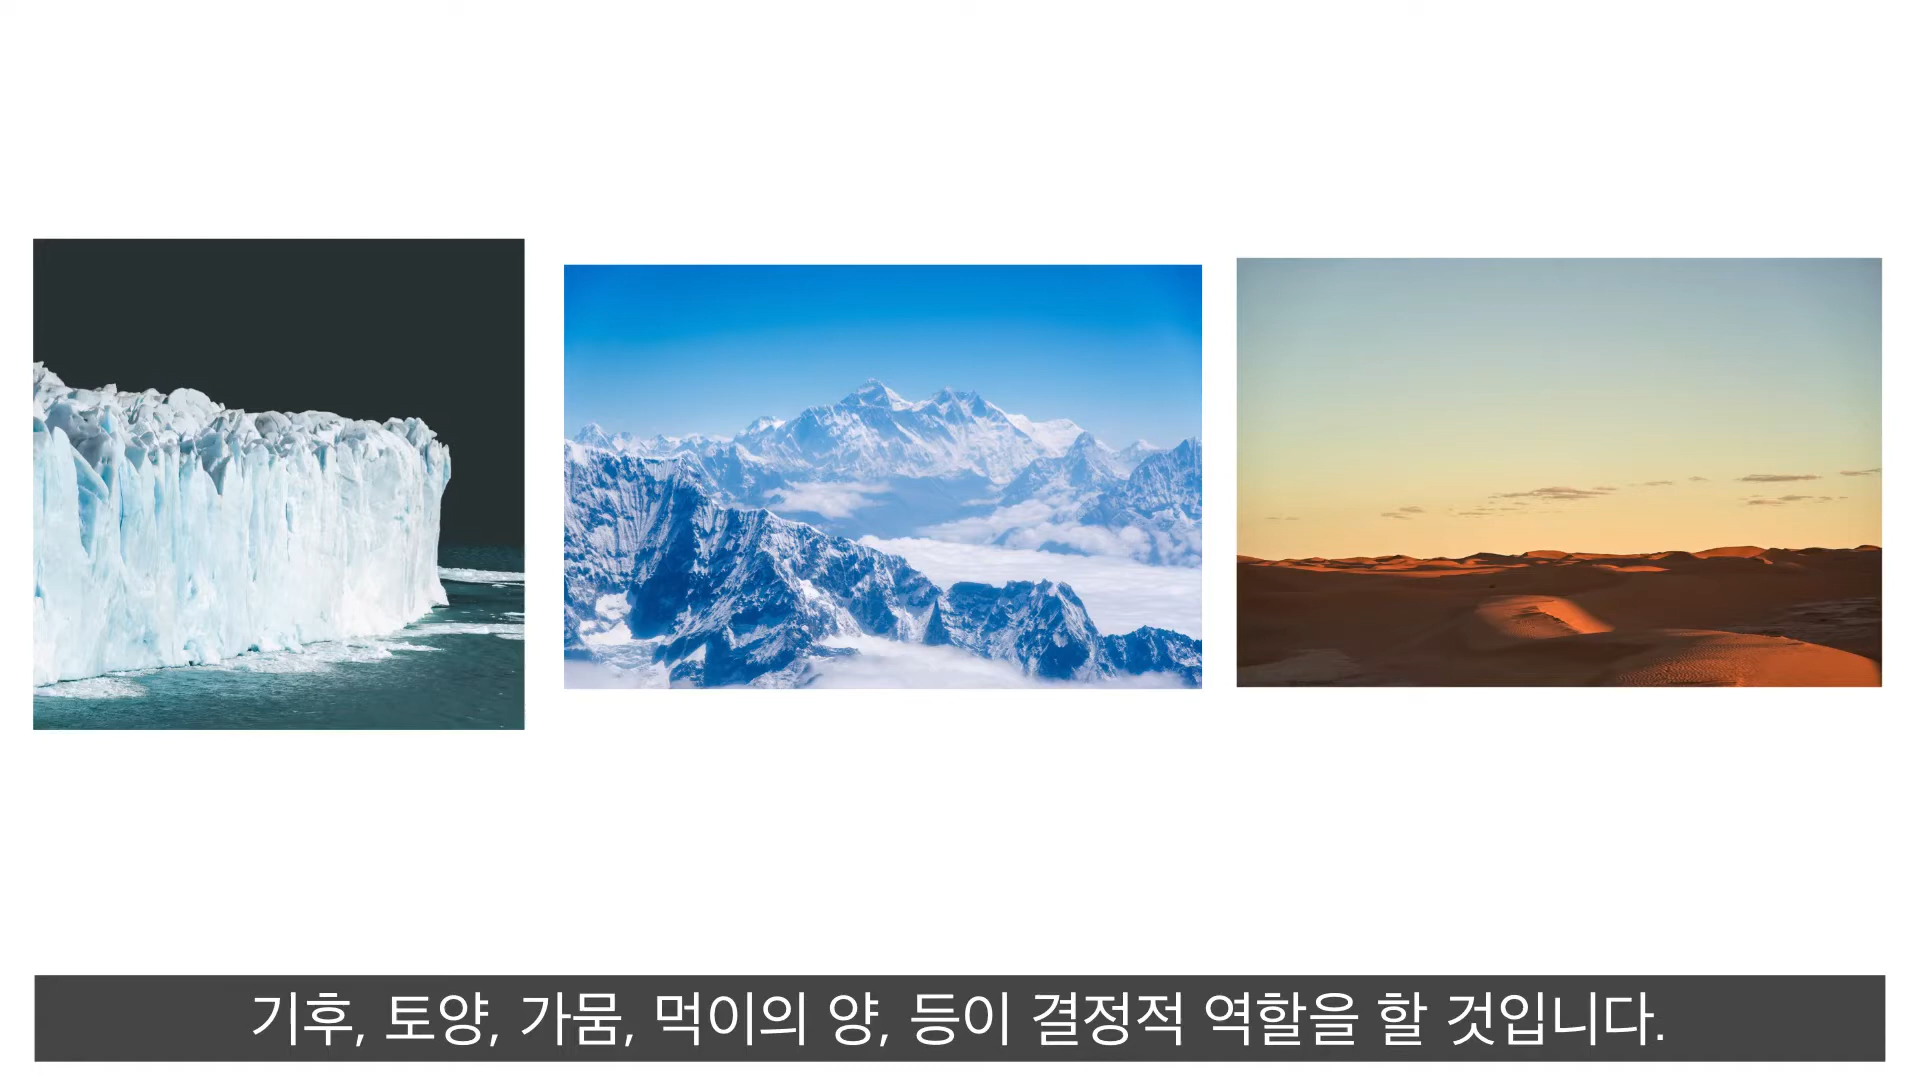 기후, 토양, 가뭄, 먹이의 양, 등이 결정적 역할을 할 것입니다.